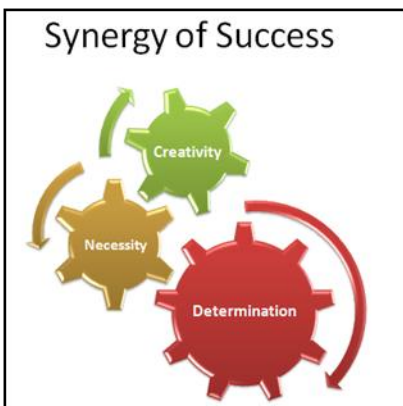 Synergy of Success
Creativity
Necessity
Determination